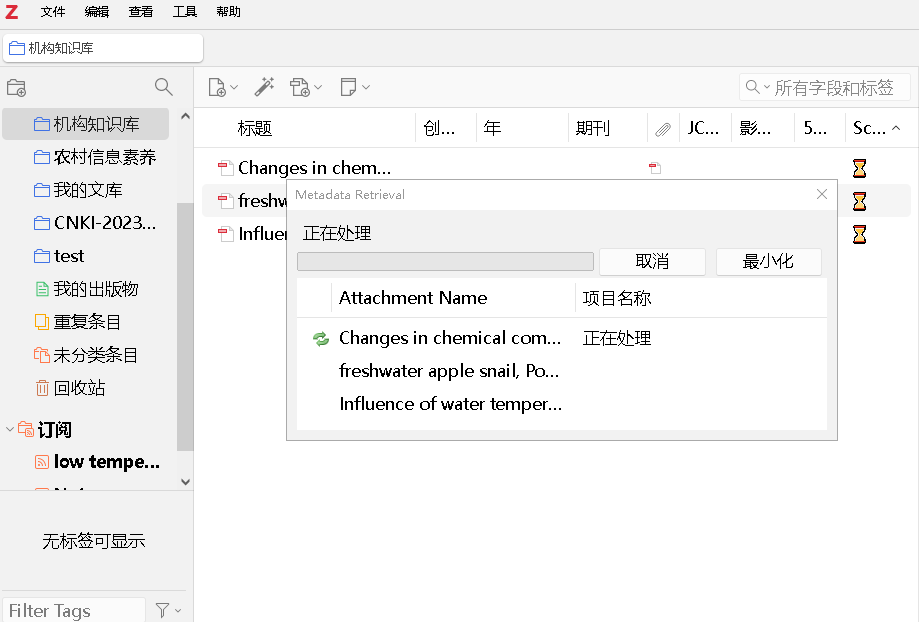 Z 文件 编辑 查看 工具 帮助
机构知识库
所有字段和标签
机构知识库
农村信息素养
我的文库
CNKI-2023...
test
我的出版物
重复条目
未分类条目
回收站
订阅
low tempe...
无标签可显示
Filter Tags
标题 创... 年 期刊 JC... 影... 5... Sc...
Changes in chem...
freshw
Influen
Metadata Retrieval
正在处理
取消 最小化
Attachment Name 项目名称
Changes in chemical com... 正在处理
freshwater apple snail, Po...
Influence of water temper...